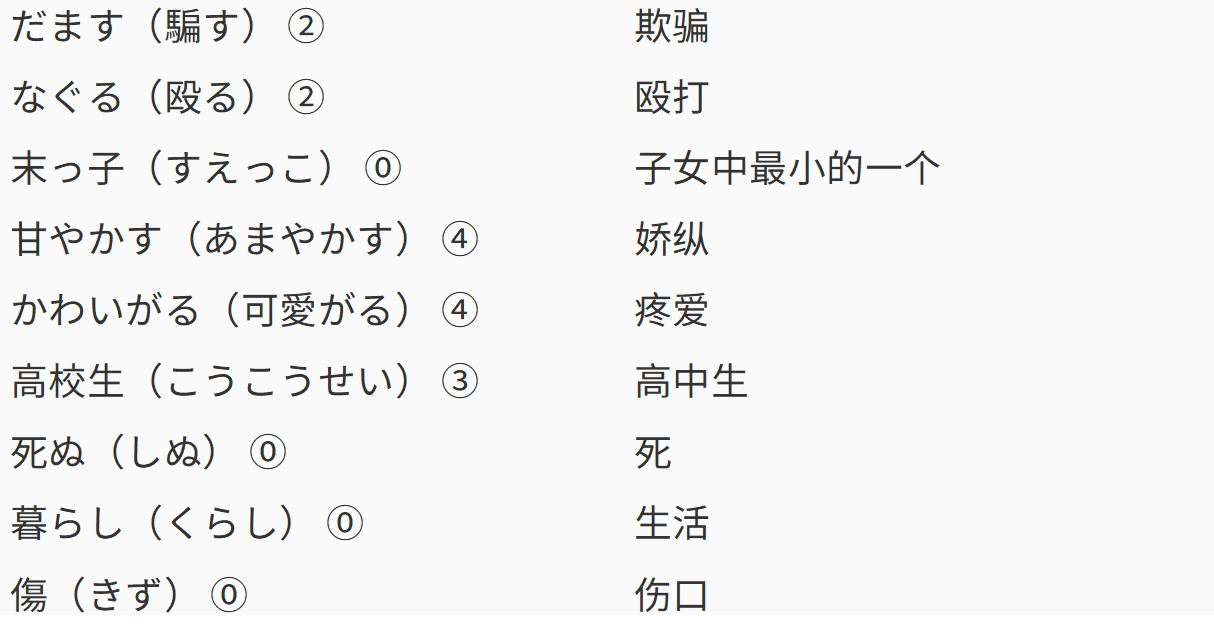 だます（騙す） ② 欺骗
なぐる（殴る） ② 殴打
末っ子（すえっこ） ⓪ 子女中最小的一个
甘やかす（あまやかす） ④ 娇纵
かわいがる（可愛がる） ④ 疼爱
高校生（こうこうせい） ③ 高中生
死ぬ（しぬ） ⓪ 死
暮らし（くらし） ⓪ 生活
傷（きず） ⓪ 伤口